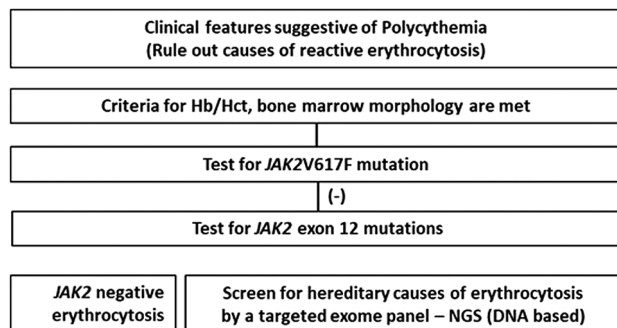 Clinical features suggestive of Polycythemia
(Rule out causes of reactive erythrocytosis)
Criteria for Hb/Hct, bone marrow morphology are met
Test for JAK2V617F mutation
(-)
Test for JAK2 exon 12 mutations
JAK2 negative
erythrocytosis
Screen for hereditary causes of erythrocytosis
by a targeted exome panel – NGS (DNA based)